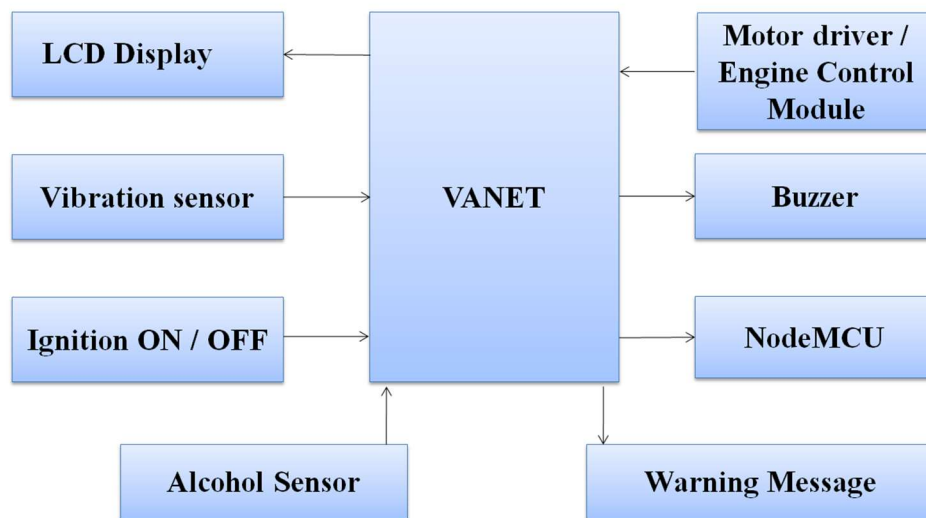 LCD Display
Motor driver /
Engine Control
Module
Vibration sensor
VANET
Buzzer
Ignition ON / OFF
NodeMCU
Alcohol Sensor
Warning Message